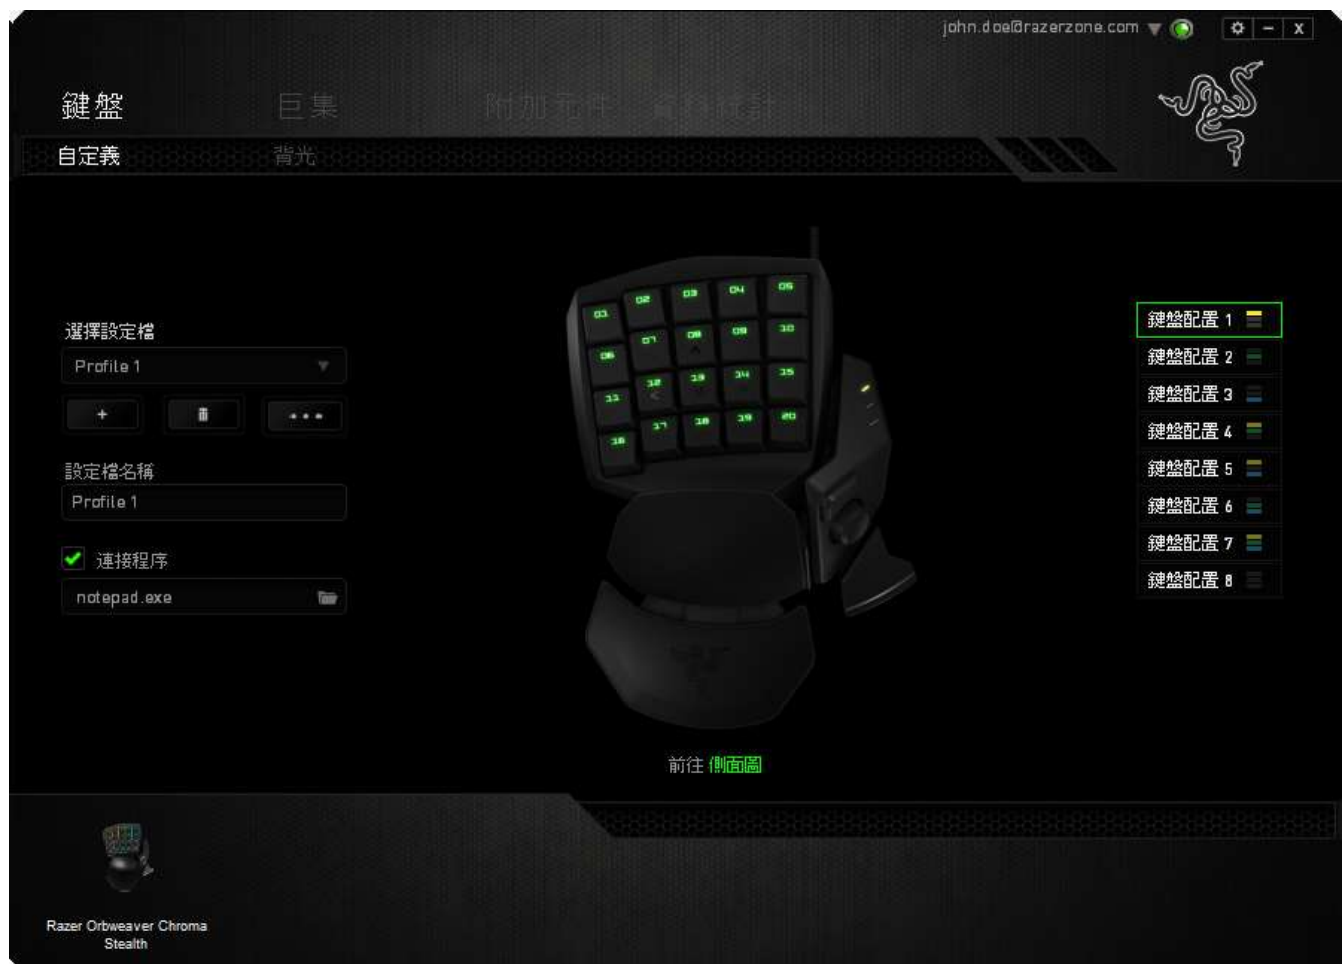 john.doe@razerzone.com
鍵盤 巨集 附加元件
自定義 背光
選擇設定檔
Profile 1
設定檔名稱
Profile 1
連接程序
notepad.exe
01 02 03 04 05
06 07 08 09 10
11 12 13 14 15
16 17 18 19 20
鍵盤配置 1
鍵盤配置 2
鍵盤配置 3
鍵盤配置 4
鍵盤配置 5
鍵盤配置 6
鍵盤配置 7
鍵盤配置 8
前往 側面圖
Razer Orbweaver Chroma
Stealth